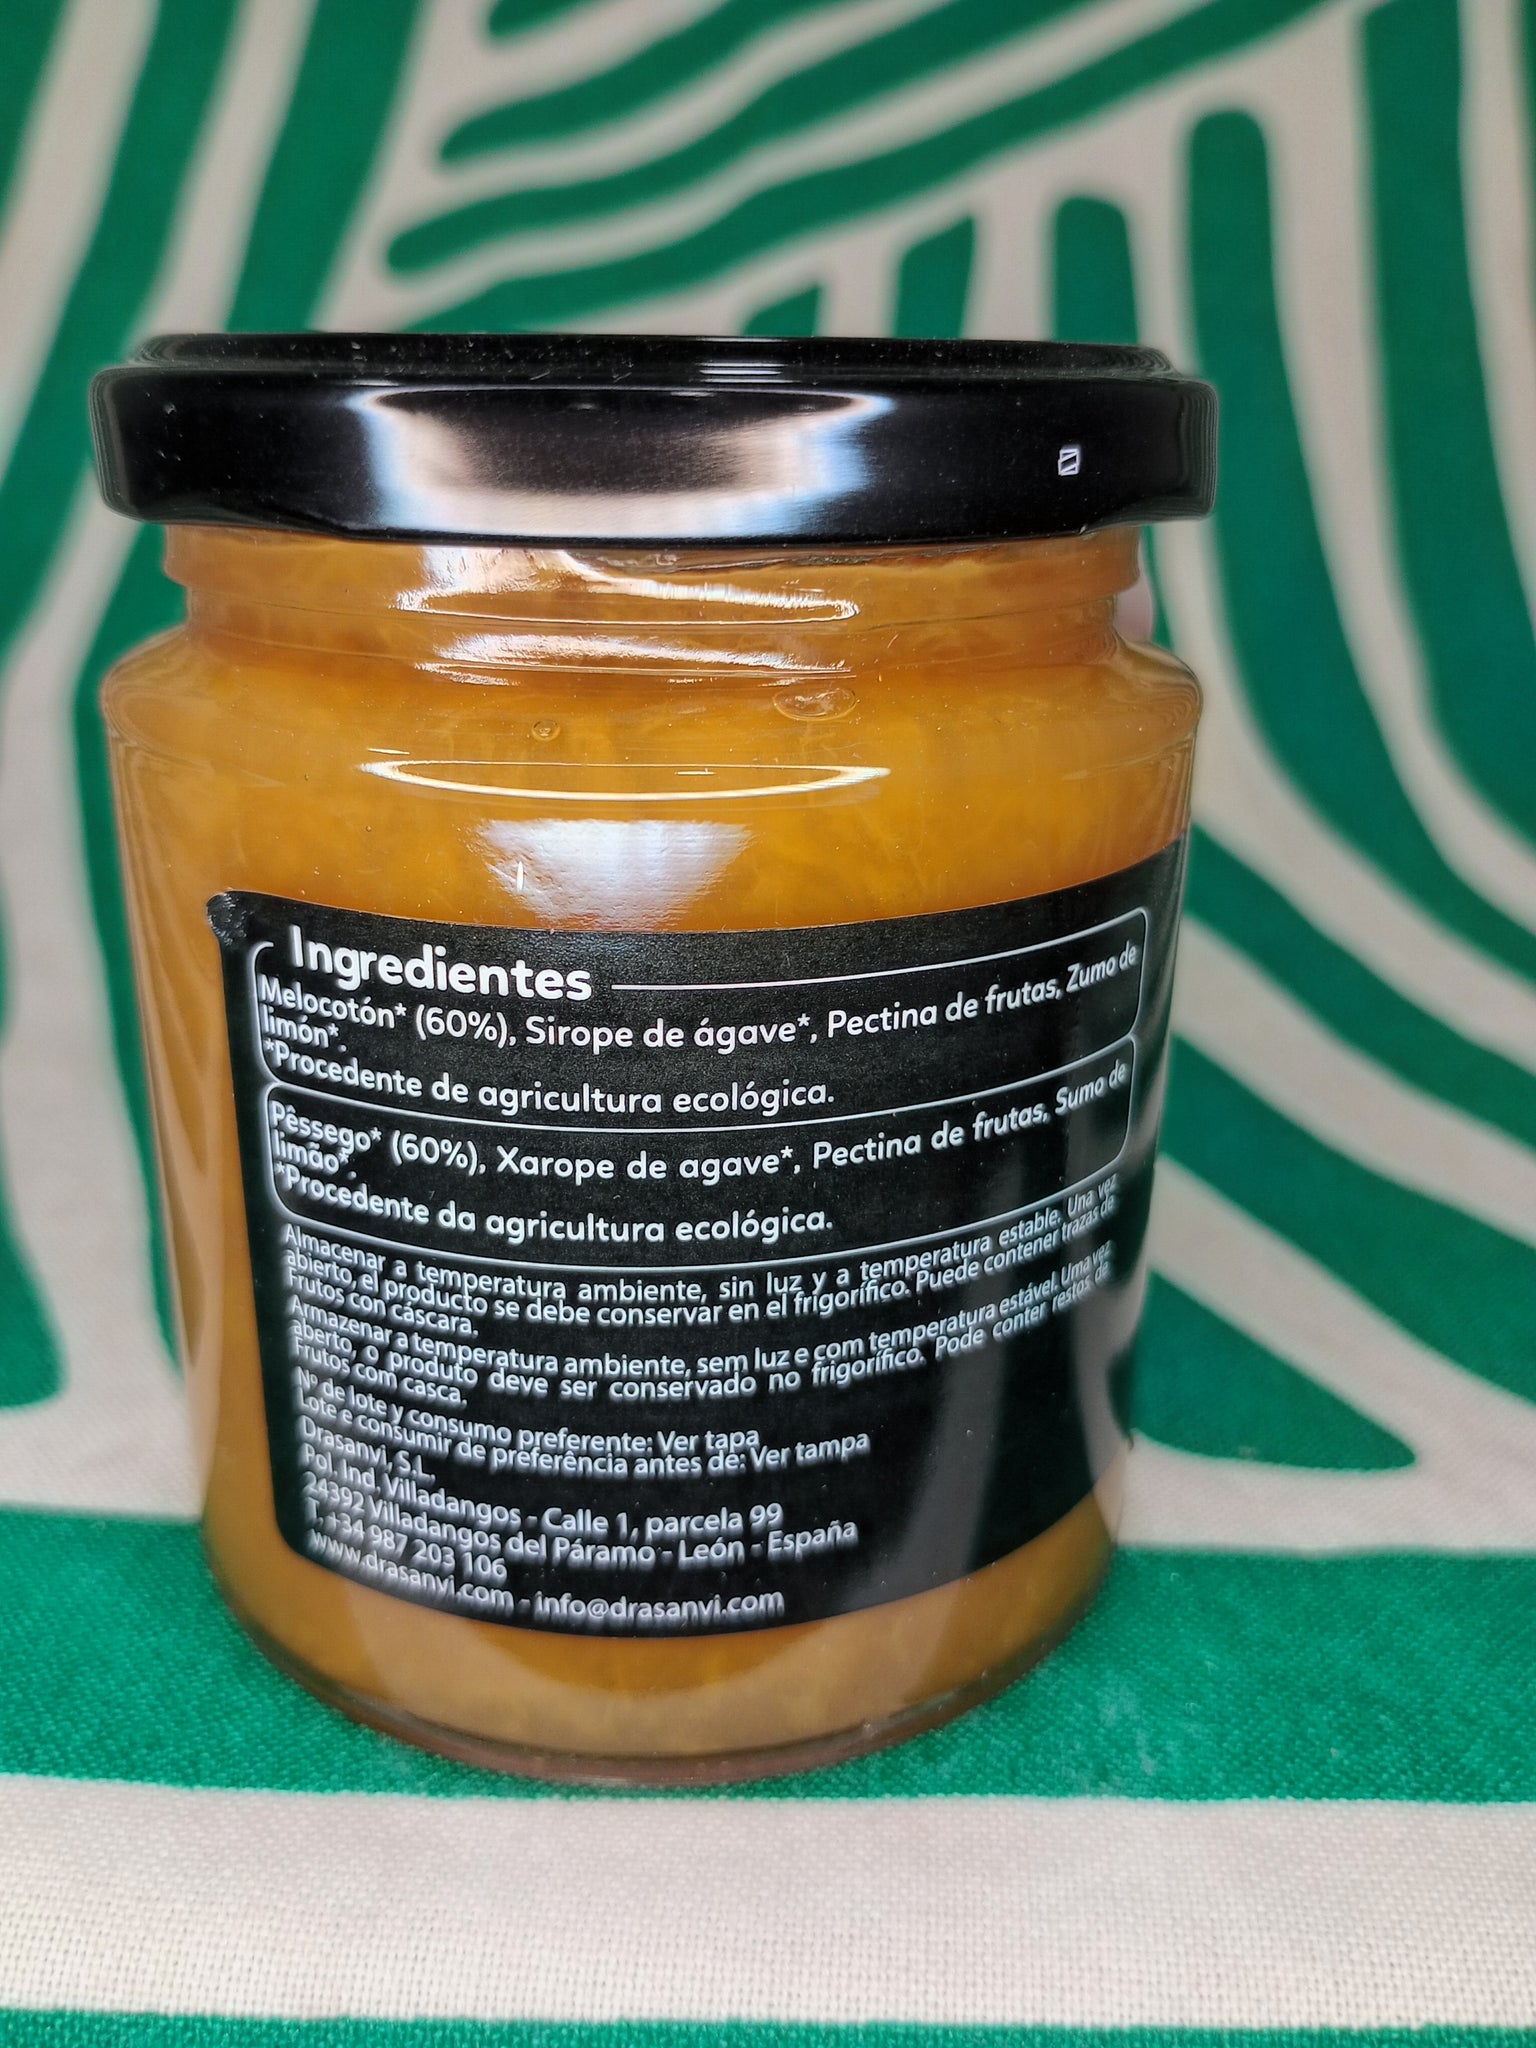 Ingredientes
Melocotón* (60%), Sirope de ágave*, Pectina de frutas, Zumo de
limón*.
*Procedente de agricultura ecológica.
Pêssego* (60%), Xarope de agave*, Pectina de frutas, Sumo de
limão*.
*Procedente da agricultura ecológica.
Almacenar a temperatura ambiente, sin luz y a temperatura estable. Una vez
abierto, el producto se debe conservar en el frigorífico. Puede contener trazas de
Frutos con cáscara.
Armazenar a temperatura ambiente, sem luz e com temperatura estável. Uma vez
aberto, o produto deve ser conservado no frigorífico. Pode conter restos de
Frutos com casca.
Nº de lote y consumo preferente: Ver tapa
Lote e consumir de preferência antes de: Ver tampa
Drasanvi, S.L.
Pol. Ind. Villadangos - Calle 1, parcela 99
24392 Villadangos del Páramo - León - España
T. +34 987 203 106
www.drasanvi.com - info@drasanvi.com